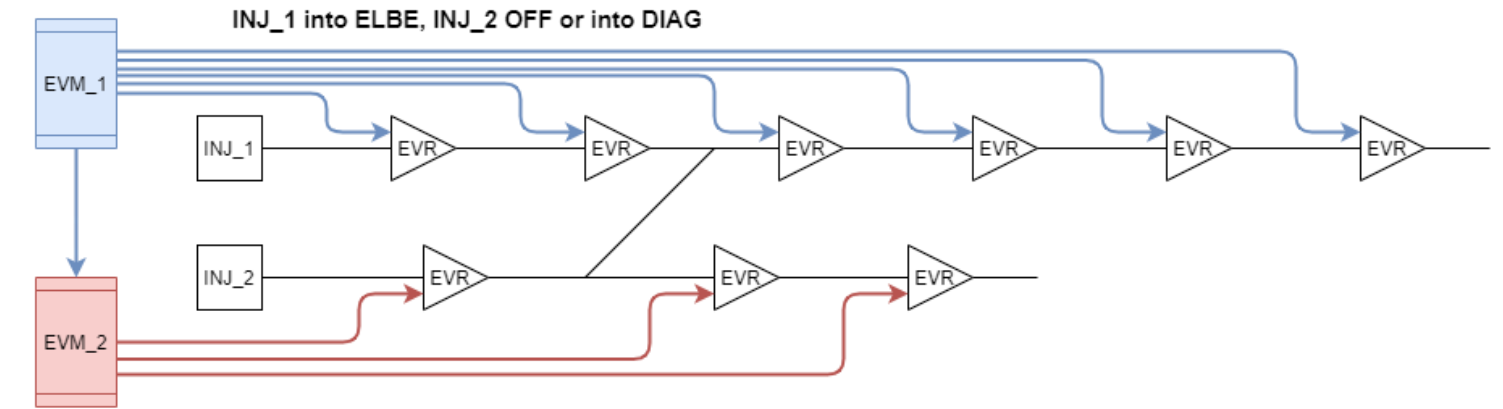 INJ_1 into ELBE, INJ_2 OFF or into DIAG
EVM_1
INJ_1
EVR
EVR
EVR
EVR
EVR
EVR
INJ_2
EVR
EVR
EVR
EVM_2